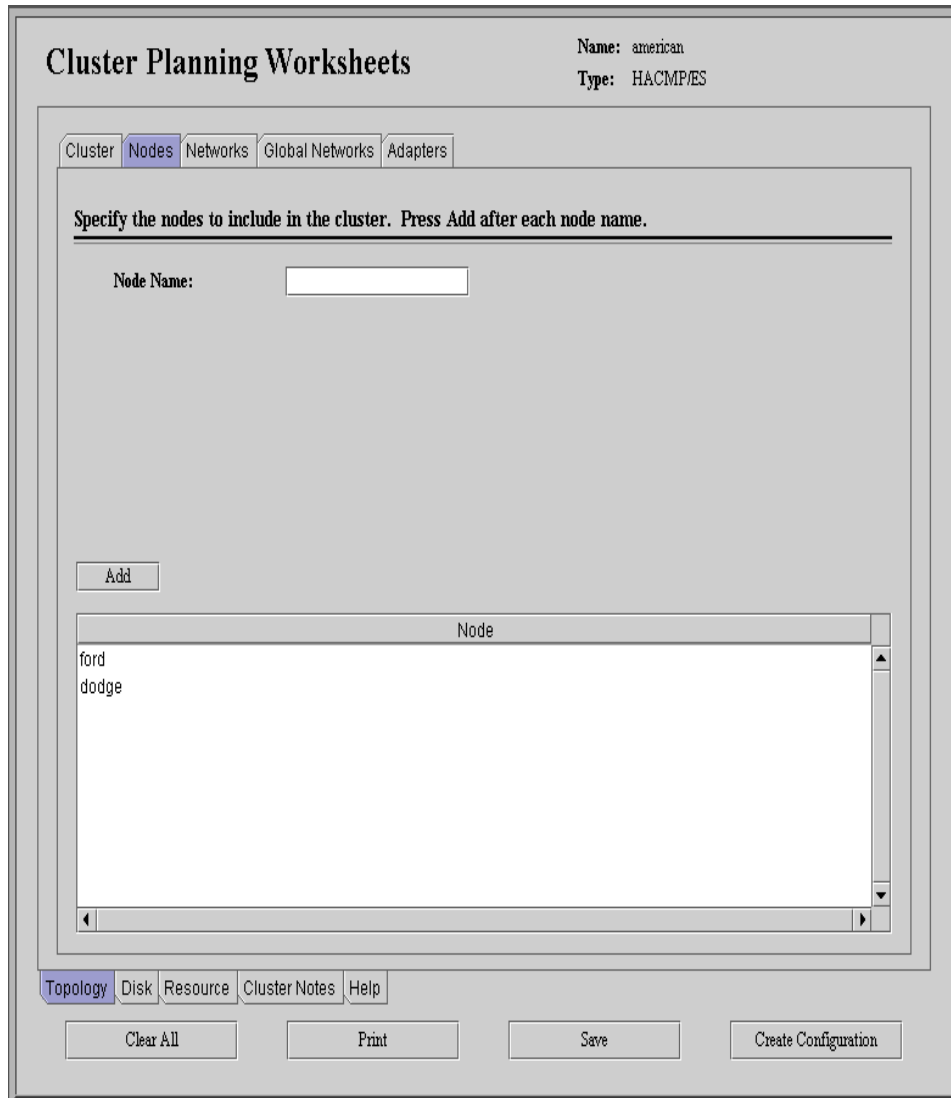 Cluster Planning Worksheets
Name: american
Type: HACMP/ES
Cluster Nodes Networks Global Networks Adapters
Specify the nodes to include in the cluster. Press Add after each node name.
Node Name:
Add
Node
ford
dodge
Topology Disk Resource Cluster Notes Help
Clear All Print Save Create Configuration